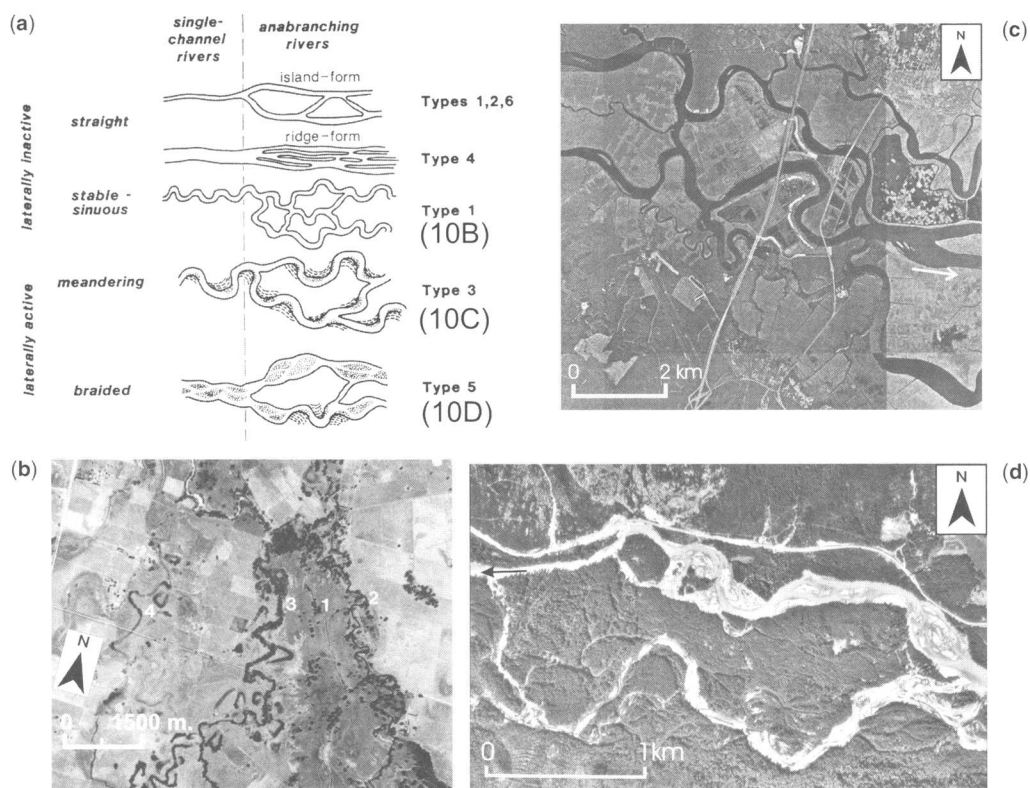 (a)
single-
channel
rivers
anabranching
rivers
laterally inactive
straight
island-form
Types 1,2,6
ridge-form
Type 4
stable -
sinuous
Type 1
(10B)
laterally active
meandering
Type 3
(10C)
braided
Type 5
(10D)
(c)
N
0 2 km
(b)
4
3
1
2
N
0 1500 m.
(d)
N
0 1km